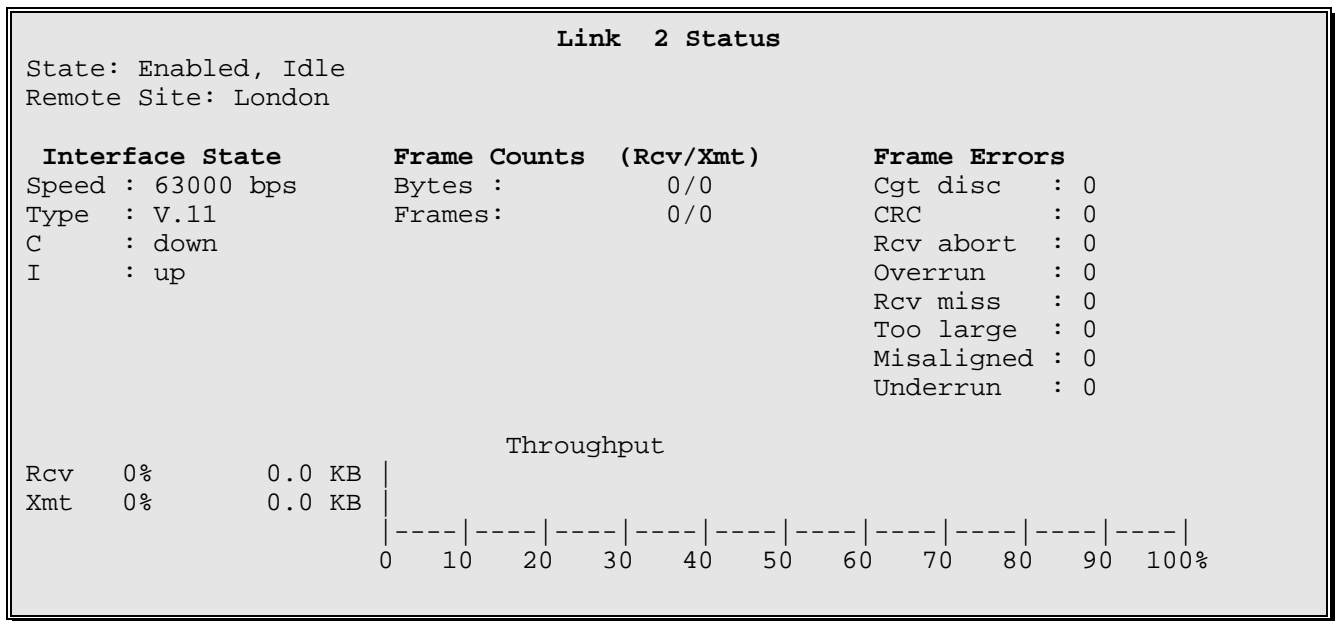 Link  2 Status
State: Enabled, Idle
Remote Site: London
Interface State       Frame Counts  (Rcv/Xmt)       Frame Errors
Speed : 63000 bps      Bytes :          0/0          Cgt disc   : 0
Type  : V.11           Frames:          0/0          CRC        : 0
C     : down                                         Rcv abort  : 0
I     : up                                           Overrun    : 0
Rcv miss   : 0
Too large  : 0
Misaligned : 0
Underrun   : 0
Throughput
Rcv   0%       0.0 KB |
Xmt   0%       0.0 KB |
|----|----|----|----|----|----|----|----|----|----|
0   10   20   30   40   50   60   70   80   90  100%